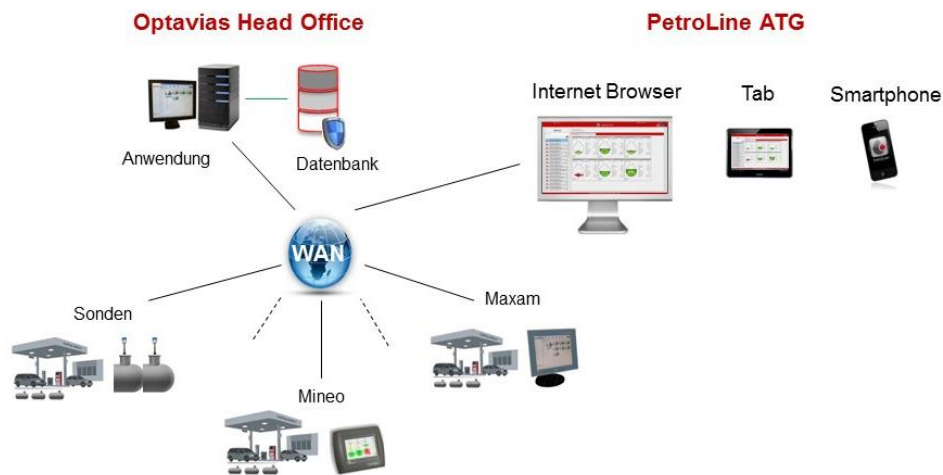 Optavias Head Office
PetroLine ATG
Internet Browser
Tab
Smartphone
Anwendung
Datenbank
WAN
Sonden
Maxam
Mineo